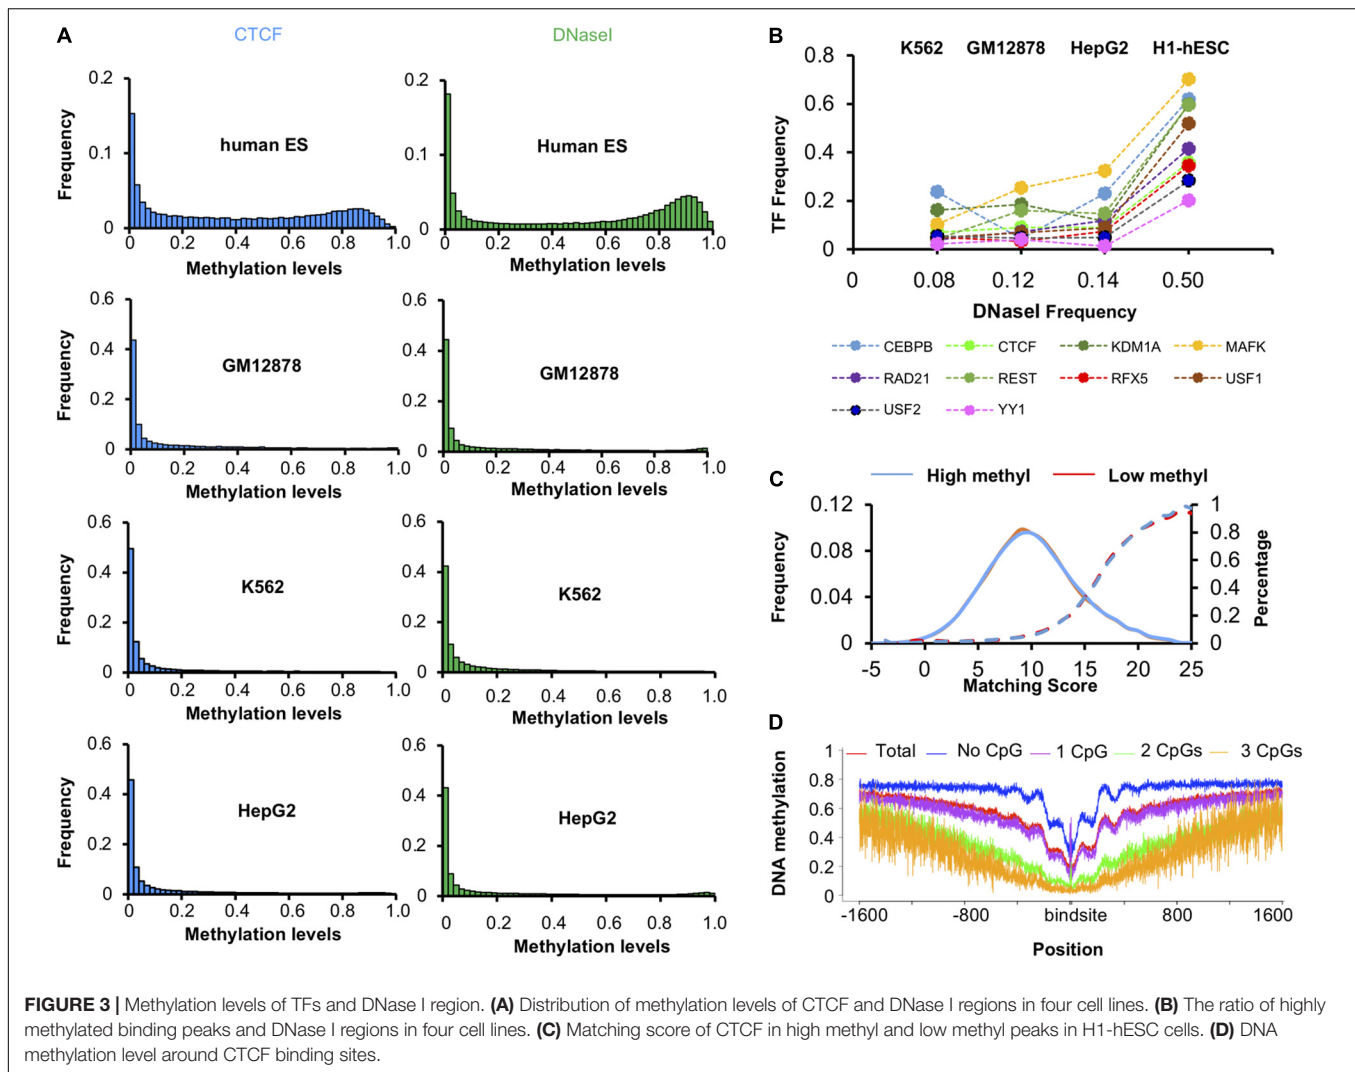 A
CTCF
DNaseI
0.2
0.1
0
Frequency
human ES
0 0.2 0.4 0.6 0.8 1.0
Methylation levels
0.2
0.1
0
Human ES
0 0.2 0.4 0.6 0.8 1.0
Methylation levels
0.6
0.4
0.2
0
Frequency
GM12878
0 0.2 0.4 0.6 0.8 1.0
Methylation levels
0.6
0.4
0.2
0
GM12878
0 0.2 0.4 0.6 0.8 1.0
Methylation levels
0.6
0.4
0.2
0
Frequency
K562
0 0.2 0.4 0.6 0.8 1.0
Methylation levels
0.6
0.4
0.2
0
K562
0 0.2 0.4 0.6 0.8 1.0
Methylation levels
0.6
0.4
0.2
0
Frequency
HepG2
0 0.2 0.4 0.6 0.8 1.0
Methylation levels
0.6
0.4
0.2
0
HepG2
0 0.2 0.4 0.6 0.8 1.0
Methylation levels
B
K562 GM12878 HepG2 H1-hESC
0.8
0.6
0.4
0.2
0
TF Frequency
0 0.08 0.12 0.14 0.50
DNaseI Frequency
CEBPB CTCF KDM1A MAFK
RAD21 REST RFX5 USF1
USF2 YY1
C
High methyl Low methyl
0.12
0.08
0.04
0
Frequency
1
0.8
0.6
0.4
0.2
0
Percentage
-5 0 5 10 15 20 25
Matching Score
D
Total No CpG 1 CpG 2 CpGs 3 CpGs
1
0.8
0.6
0.4
0.2
0
DNA methylation
-1600 -800 bindsite 800 1600
Position
FIGURE 3 | Methylation levels of TFs and DNase I region. (A) Distribution of methylation levels of CTCF and DNase I regions in four cell lines. (B) The ratio of highly
methylated binding peaks and DNase I regions in four cell lines. (C) Matching score of CTCF in high methyl and low methyl peaks in H1-hESC cells. (D) DNA
methylation level around CTCF binding sites.